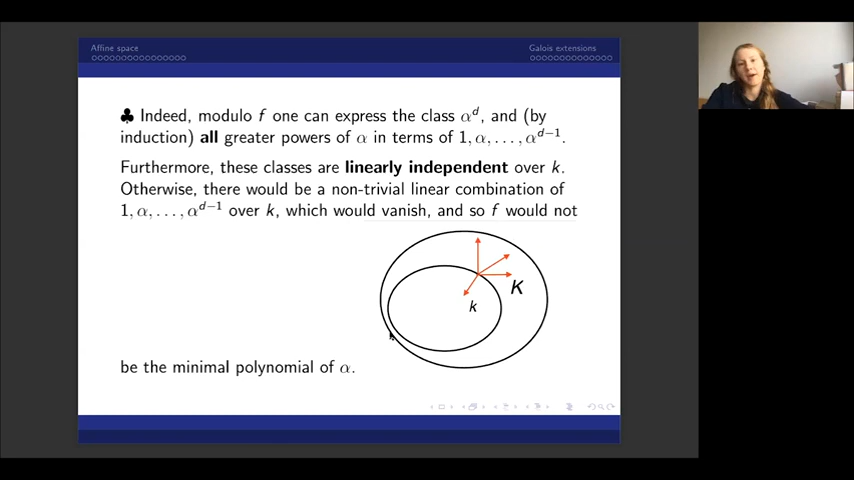 Affine space
Galois extensions
♣ Indeed, modulo f one can express the class α^d, and (by
induction) all greater powers of α in terms of 1, α, . . . , α^{d−1}.
Furthermore, these classes are linearly independent over k.
Otherwise, there would be a non-trivial linear combination of
1, α, . . . , α^{d−1} over k, which would vanish, and so f would not
K
k
be the minimal polynomial of α.